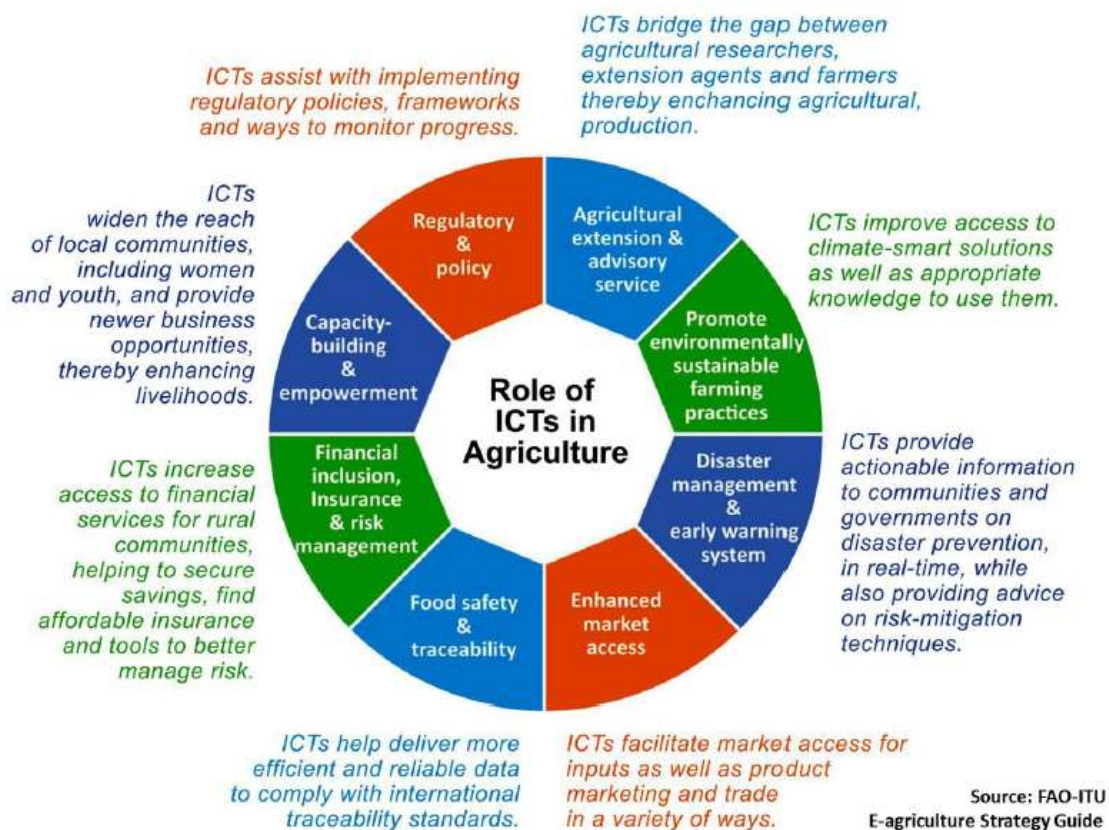 ICTs assist with implementing
regulatory policies, frameworks
and ways to monitor progress.
ICTs bridge the gap between
agricultural researchers,
extension agents and farmers
thereby enchancing agricultural,
production.
ICTs
widen the reach
of local communities,
including women
and youth, and provide
newer business
opportunities,
thereby enhancing
livelihoods.
Regulatory
&
policy
Agricultural
extension &
advisory
service
ICTs improve access to
climate-smart solutions
as well as appropriate
knowledge to use them.
Capacity-
building
&
empowerment
Promote
environmentally
sustainable
farming
practices
Role of
ICTs in
Agriculture
ICTs increase
access to financial
services for rural
communities,
helping to secure
savings, find
affordable insurance
and tools to better
manage risk.
Financial
inclusion,
Insurance
& risk
management
Disaster
management
&
early warning
system
ICTs provide
actionable information
to communities and
governments on
disaster prevention,
in real-time, while
also providing advice
on risk-mitigation
techniques.
Food safety
&
traceability
Enhanced
market
access
ICTs help deliver more
efficient and reliable data
to comply with international
traceability standards.
ICTs facilitate market access for
inputs as well as product
marketing and trade
in a variety of ways.
Source: FAO-ITU
E-agriculture Strategy Guide